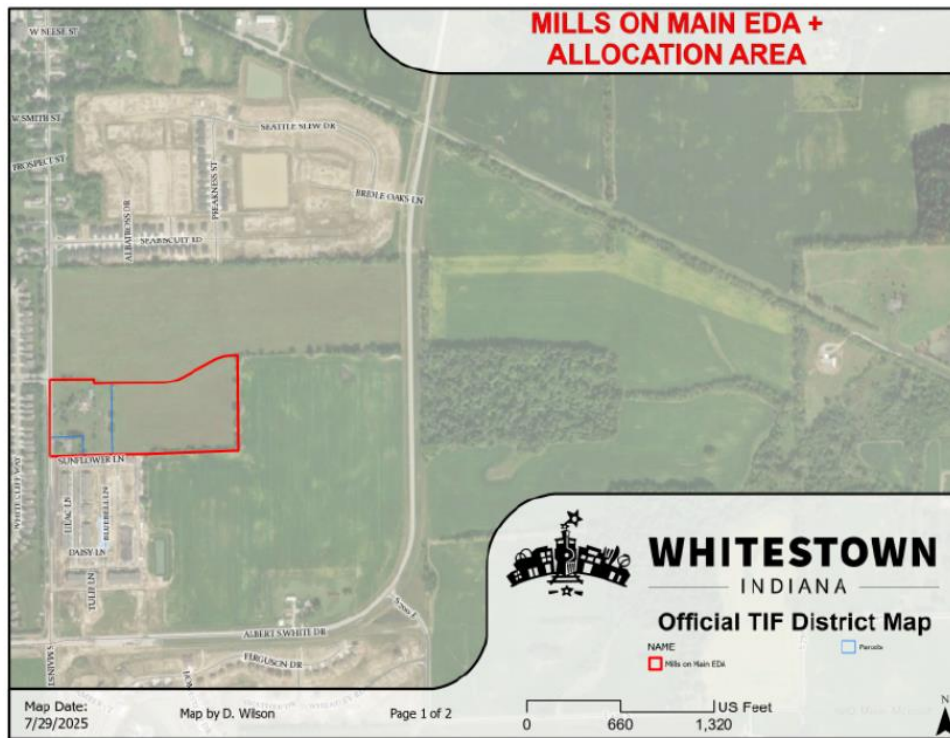 MILLS ON MAIN EDA +
ALLOCATION AREA
W NEESE ST
W SMITH ST
PROSPECT ST
SEATTLE SLEW DR
PREAKNESS ST
BRIDLE OAKS LN
ALBATROSS DR
SEABISCUIT RD
SUNFLOWER LN
WHITECLIFF WAY
LILAC LN
BLUEBELL LN
DAISY LN
TULIP LN
ALBERT S WHITE DR
FERGUSON DR
S MAIN ST
WHITESTOWN
INDIANA
Official TIF District Map
NAME
Mills on Main EDA
Parcels
Map Date:
7/29/2025
Map by D. Wilson
Page 1 of 2
US Feet
0 660 1,320
N